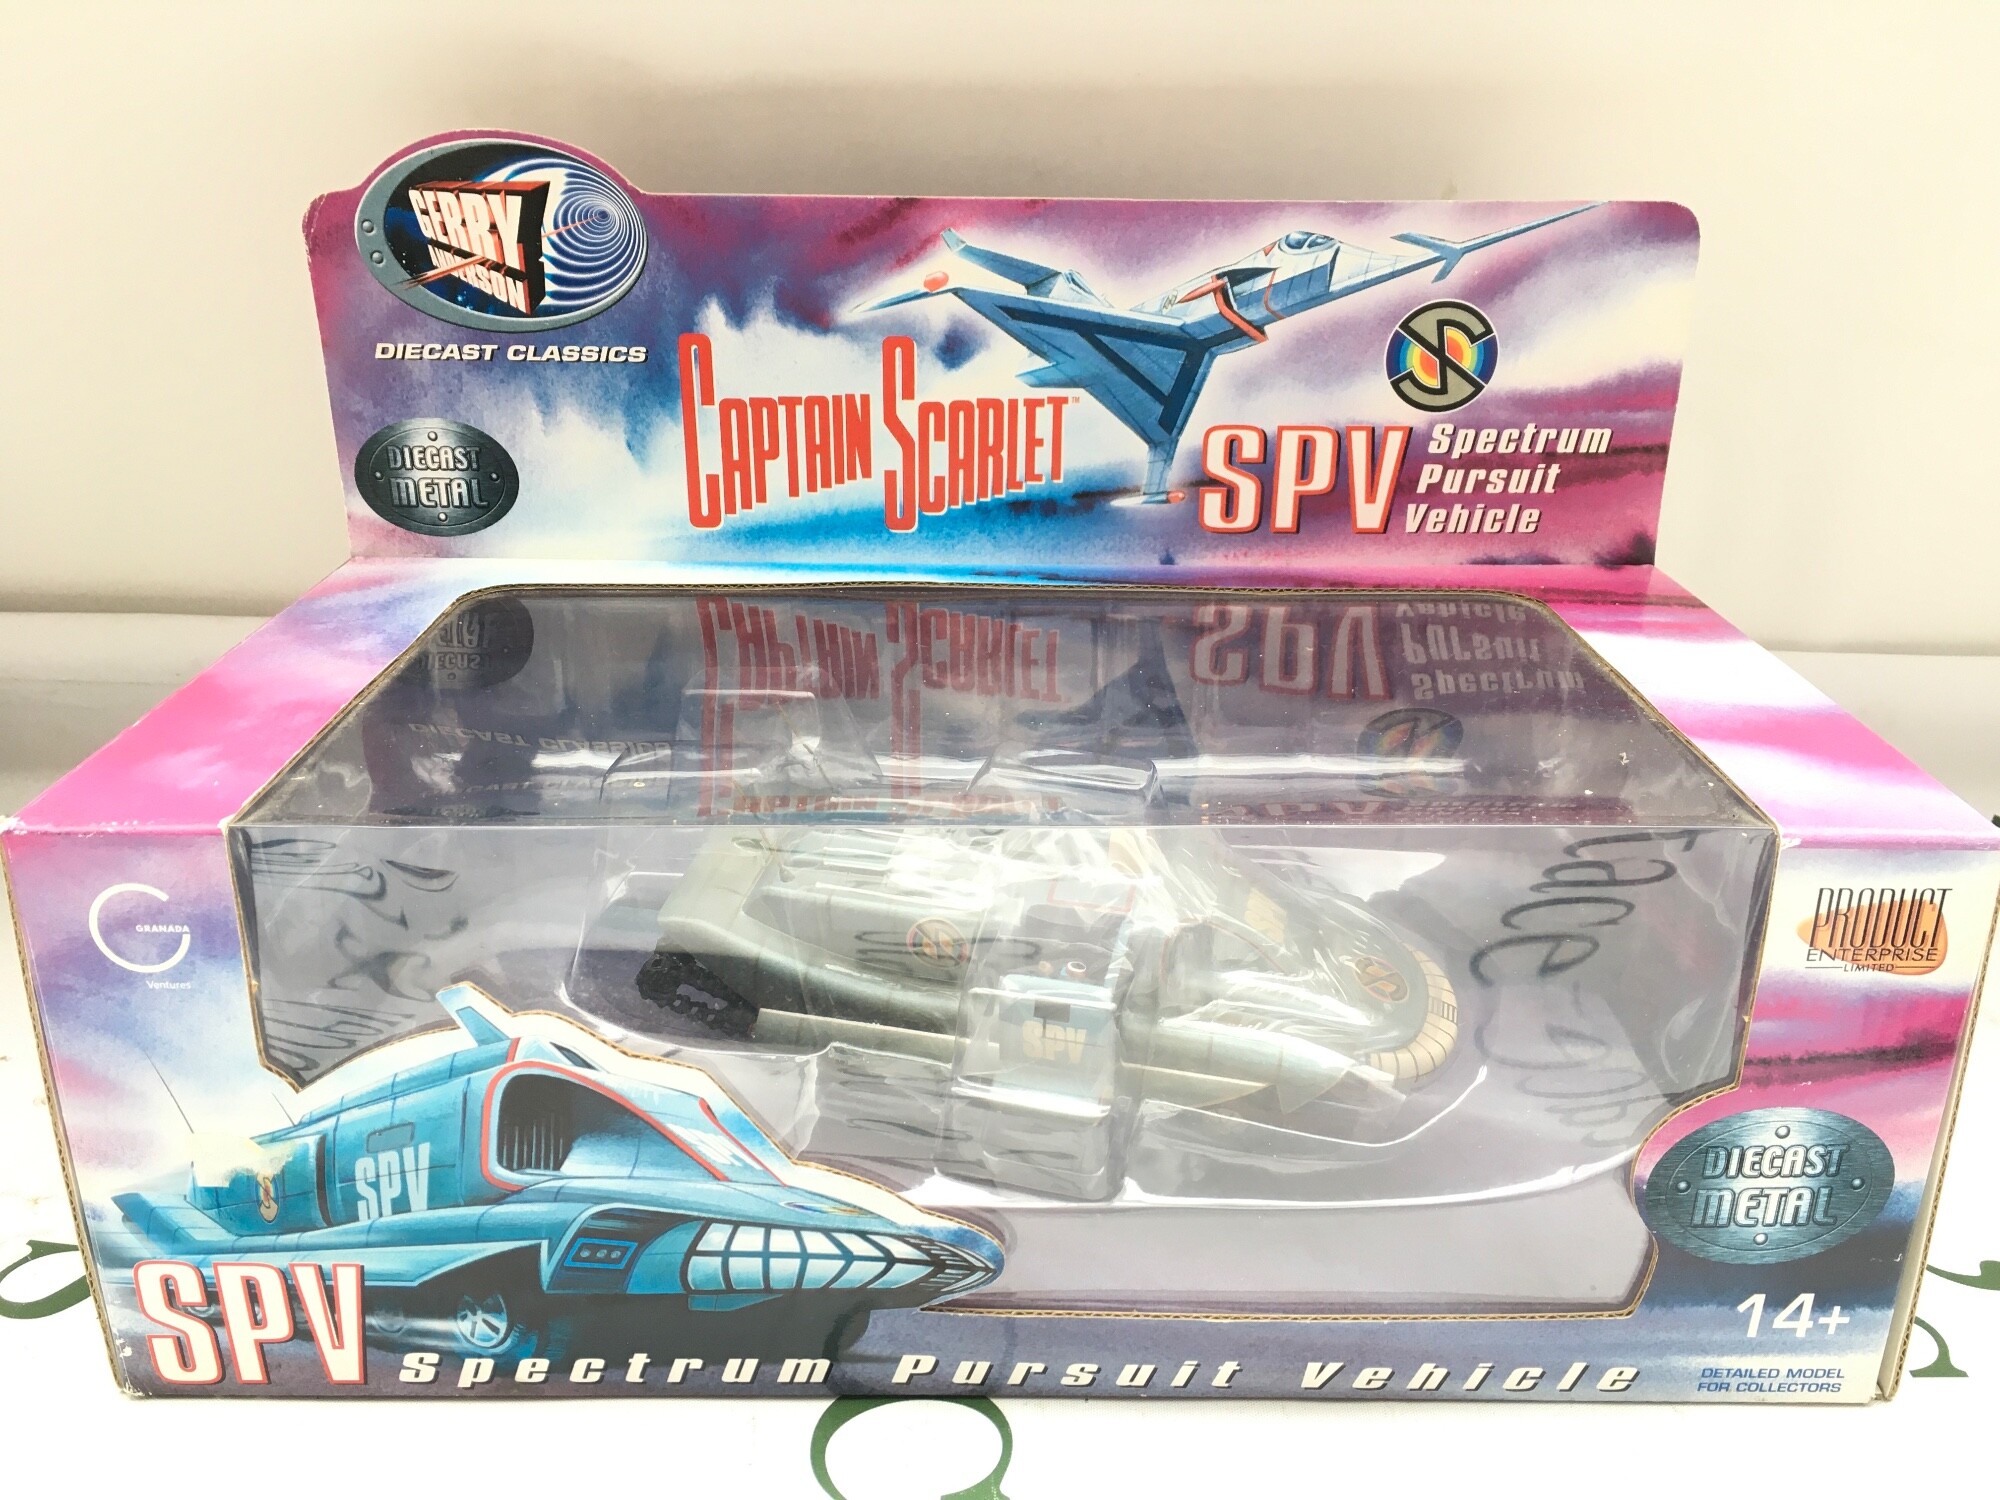 GERRY
ANDERSON
DIECAST CLASSICS
DIECAST
METAL
CAPTAIN SCARLET™
SPV
Spectrum
Pursuit
Vehicle
GRANADA
Ventures
PRODUCT
ENTERPRISE
LIMITED
SPV
SPV
DIECAST
METAL
SPV Spectrum Pursuit Vehicle
14+
DETAILED MODEL
FOR COLLECTORS